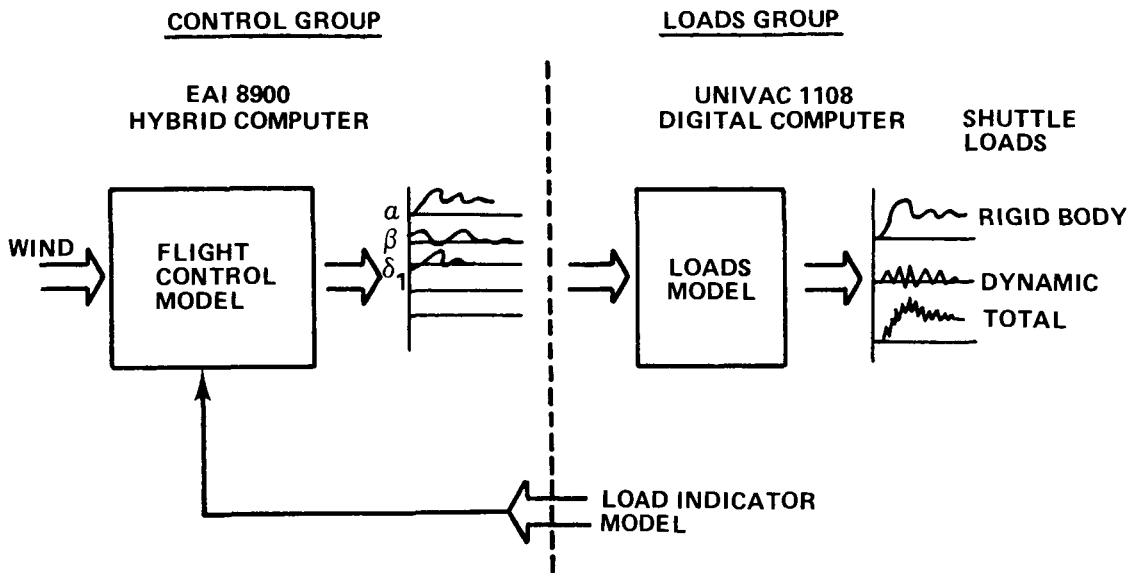 CONTROL GROUP
LOADS GROUP
EAI 8900
HYBRID COMPUTER
UNIVAC 1108
DIGITAL COMPUTER
SHUTTLE
LOADS
WIND
FLIGHT
CONTROL
MODEL
α
β
δ1
LOADS
MODEL
RIGID BODY
DYNAMIC
TOTAL
LOAD INDICATOR
MODEL